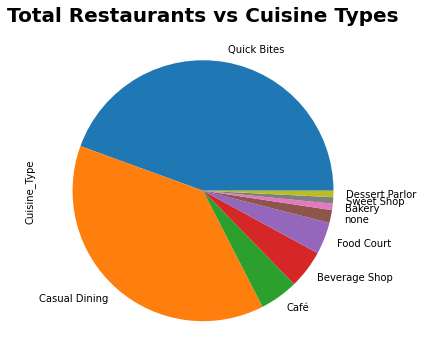 Total Restaurants vs Cuisine Types
Quick Bites
Dessert Parlor
Sweet Shop
Bakery
none
Cuisine_Type
Food Court
Beverage Shop
Casual Dining
Café